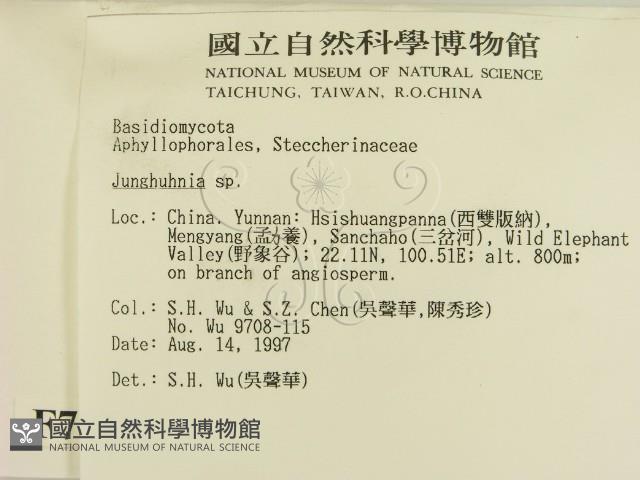 國立自然科學博物館
NATIONAL MUSEUM OF NATURAL SCIENCE
TAICHUNG, TAIWAN, R.O.CHINA
Basidiomycota
Aphyllophorales, Steccherinaceae
Junghuhnia sp.
Loc.: China. Yunnan: Hsishuangpanna(西雙版納),
Mengyang(孟力養), Sanchaho(三岔河), Wild Elephant
Valley(野象谷); 22.11N, 100.51E; alt. 800m;
on branch of angiosperm.
Col.: S.H. Wu & S.Z. Chen(吳聲華,陳秀珍)
No. Wu 9708-115
Date: Aug. 14, 1997
Det.: S.H. Wu(吳聲華)
F7
國立自然科學博物館
NATIONAL MUSEUM OF NATURAL SCIENCE